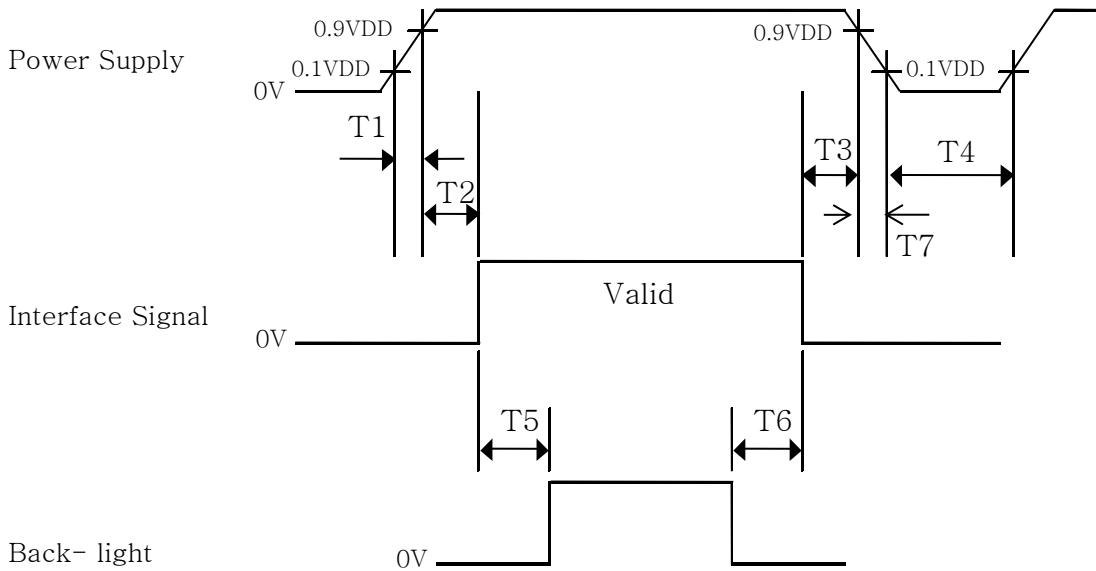 0.9VDD
0.9VDD
Power Supply
0.1VDD
0.1VDD
0V
T1
T3
T4
T2
T7
Valid
Interface Signal
0V
T5
T6
Back- light
0V